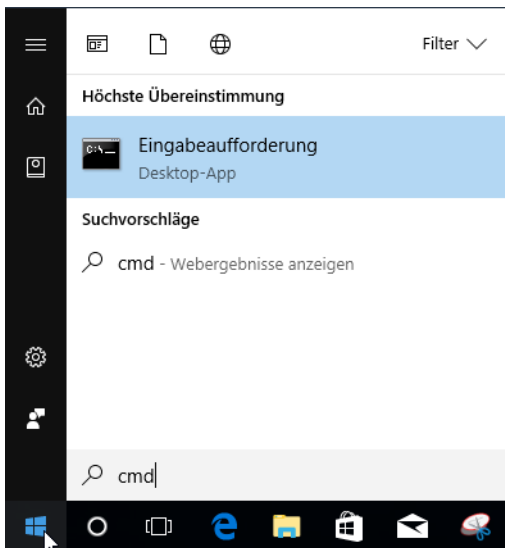 Filter
Höchste Übereinstimmung
C:\_
Eingabeaufforderung
Desktop-App
Suchvorschläge
cmd - Webergebnisse anzeigen
cmd